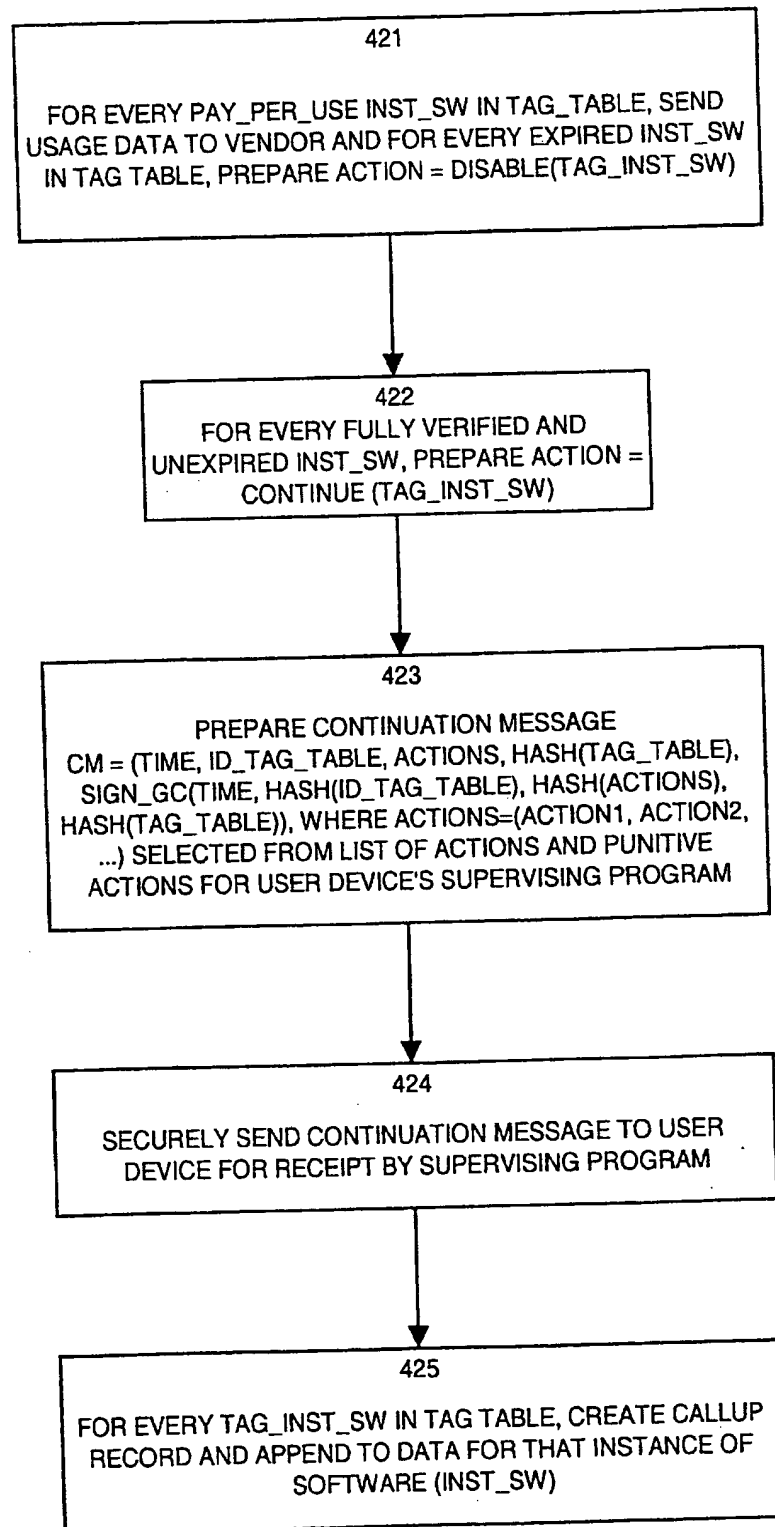 421
FOR EVERY PAY_PER_USE INST_SW IN TAG_TABLE, SEND
USAGE DATA TO VENDOR AND FOR EVERY EXPIRED INST_SW
IN TAG TABLE, PREPARE ACTION = DISABLE(TAG_INST_SW)
422
FOR EVERY FULLY VERIFIED AND
UNEXPIRED INST_SW, PREPARE ACTION =
CONTINUE (TAG_INST_SW)
423
PREPARE CONTINUATION MESSAGE
CM = (TIME, ID_TAG_TABLE, ACTIONS, HASH(TAG_TABLE),
SIGN_GC(TIME, HASH(ID_TAG_TABLE), HASH(ACTIONS),
HASH(TAG_TABLE)), WHERE ACTIONS=(ACTION1, ACTION2,
...) SELECTED FROM LIST OF ACTIONS AND PUNITIVE
ACTIONS FOR USER DEVICE'S SUPERVISING PROGRAM
424
SECURELY SEND CONTINUATION MESSAGE TO USER
DEVICE FOR RECEIPT BY SUPERVISING PROGRAM
425
FOR EVERY TAG_INST_SW IN TAG TABLE, CREATE CALLUP
RECORD AND APPEND TO DATA FOR THAT INSTANCE OF
SOFTWARE (INST_SW)